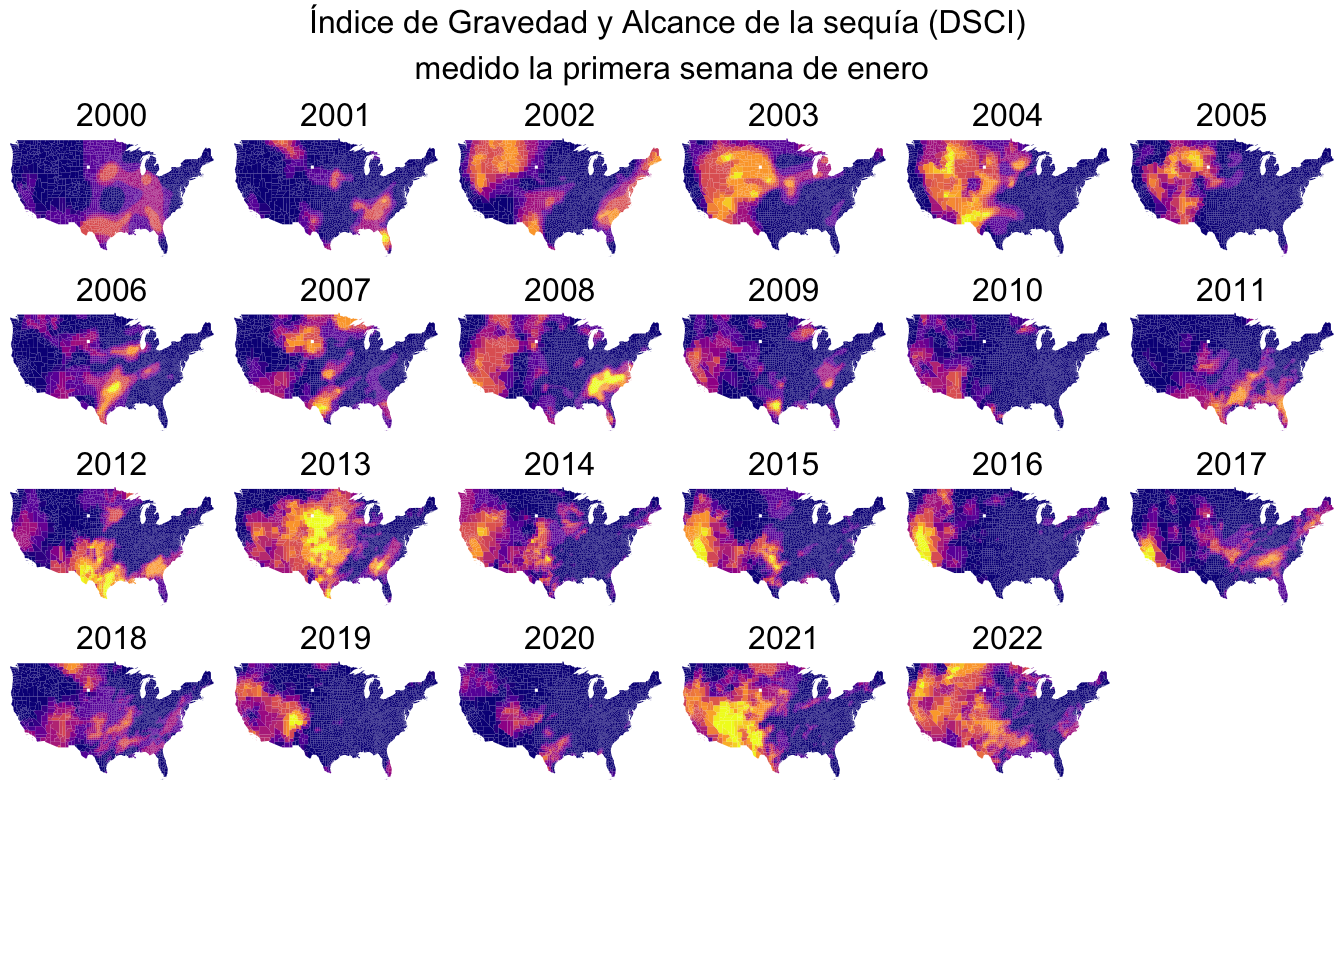 Índice de Gravedad y Alcance de la sequía (DSCI)
medido la primera semana de enero
2000 2001 2002 2003 2004 2005
2006 2007 2008 2009 2010 2011
2012 2013 2014 2015 2016 2017
2018 2019 2020 2021 2022